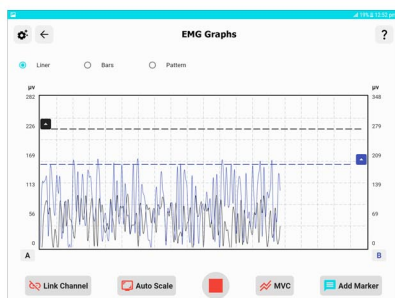 19% 12:52 pm
EMG Graphs
?
Liner Bars Pattern
μv μv
282 348
226 279
169 209
113 139
56 69
0 0
A B
Link Channel Auto Scale MVC Add Marker